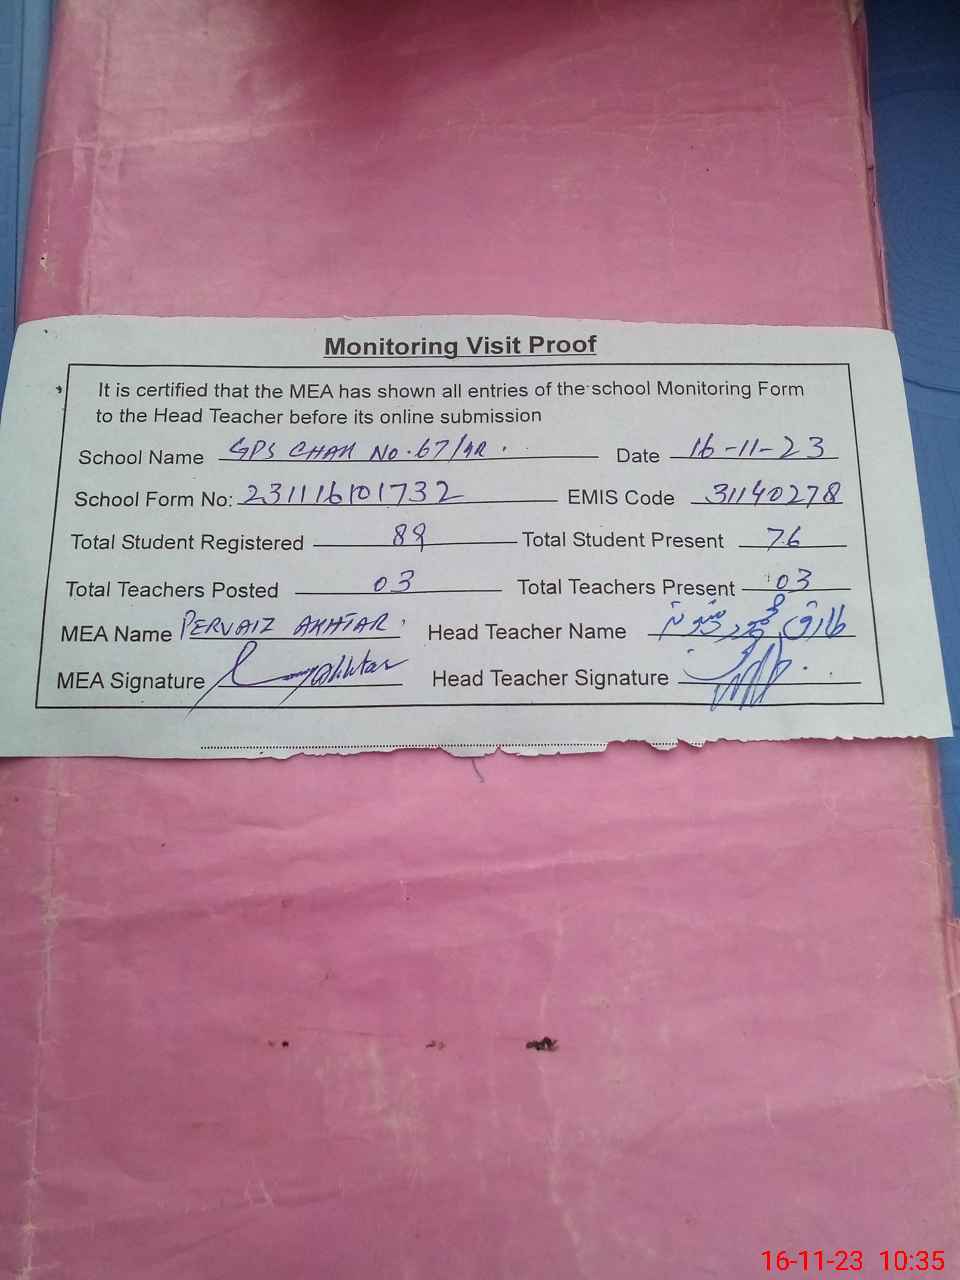 Monitoring Visit Proof
It is certified that the MEA has shown all entries of the school Monitoring Form
to the Head Teacher before its online submission
School Name GPS CHAK No. 67/4R. Date 16-11-23
School Form No: 231116101732 EMIS Code 31140278
Total Student Registered 89 Total Student Present 76
Total Teachers Posted 03 Total Teachers Present 03
MEA Name PERVAIZ AKHTAR. Head Teacher Name طارق محمود
MEA Signature Head Teacher Signature
16-11-23 10:35